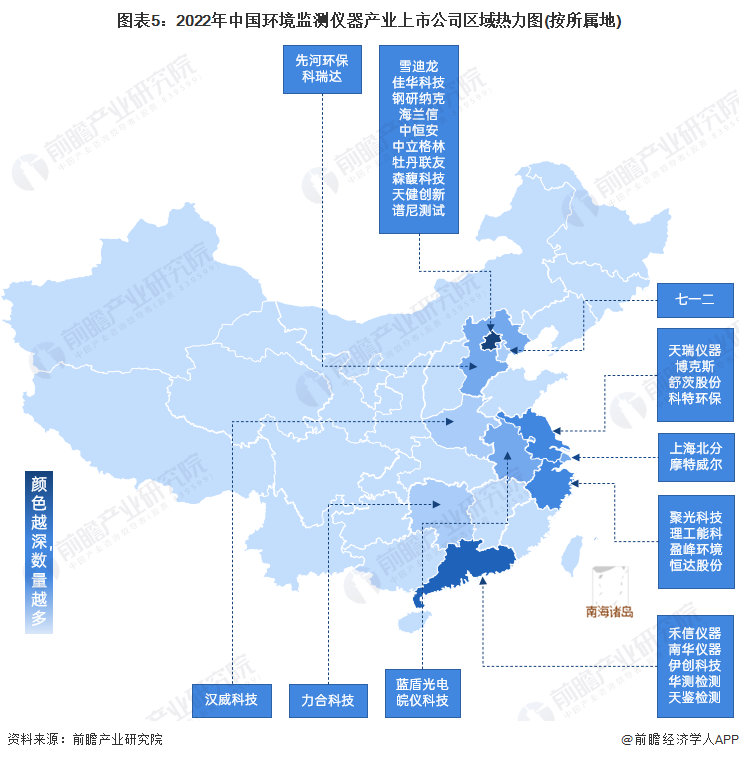 图表5：2022年中国环境监测仪器产业上市公司区域热力图(按所属地)
先河环保
科瑞达
雪迪龙
佳华科技
钢研纳克
海兰信
中恒安
中立格林
牡丹联友
森馥科技
天健创新
谱尼测试
七一二
天瑞仪器
博克斯
舒茨股份
科特环保
上海北分
摩特威尔
聚光科技
理工能科
盈峰环境
恒达股份
颜色越深数量越多
南海诸岛
禾信仪器
南华仪器
伊创科技
华测检测
天鉴检测
汉威科技
力合科技
蓝盾光电
皖仪科技
前瞻产业研究院
资料来源：前瞻产业研究院
@前瞻经济学人APP